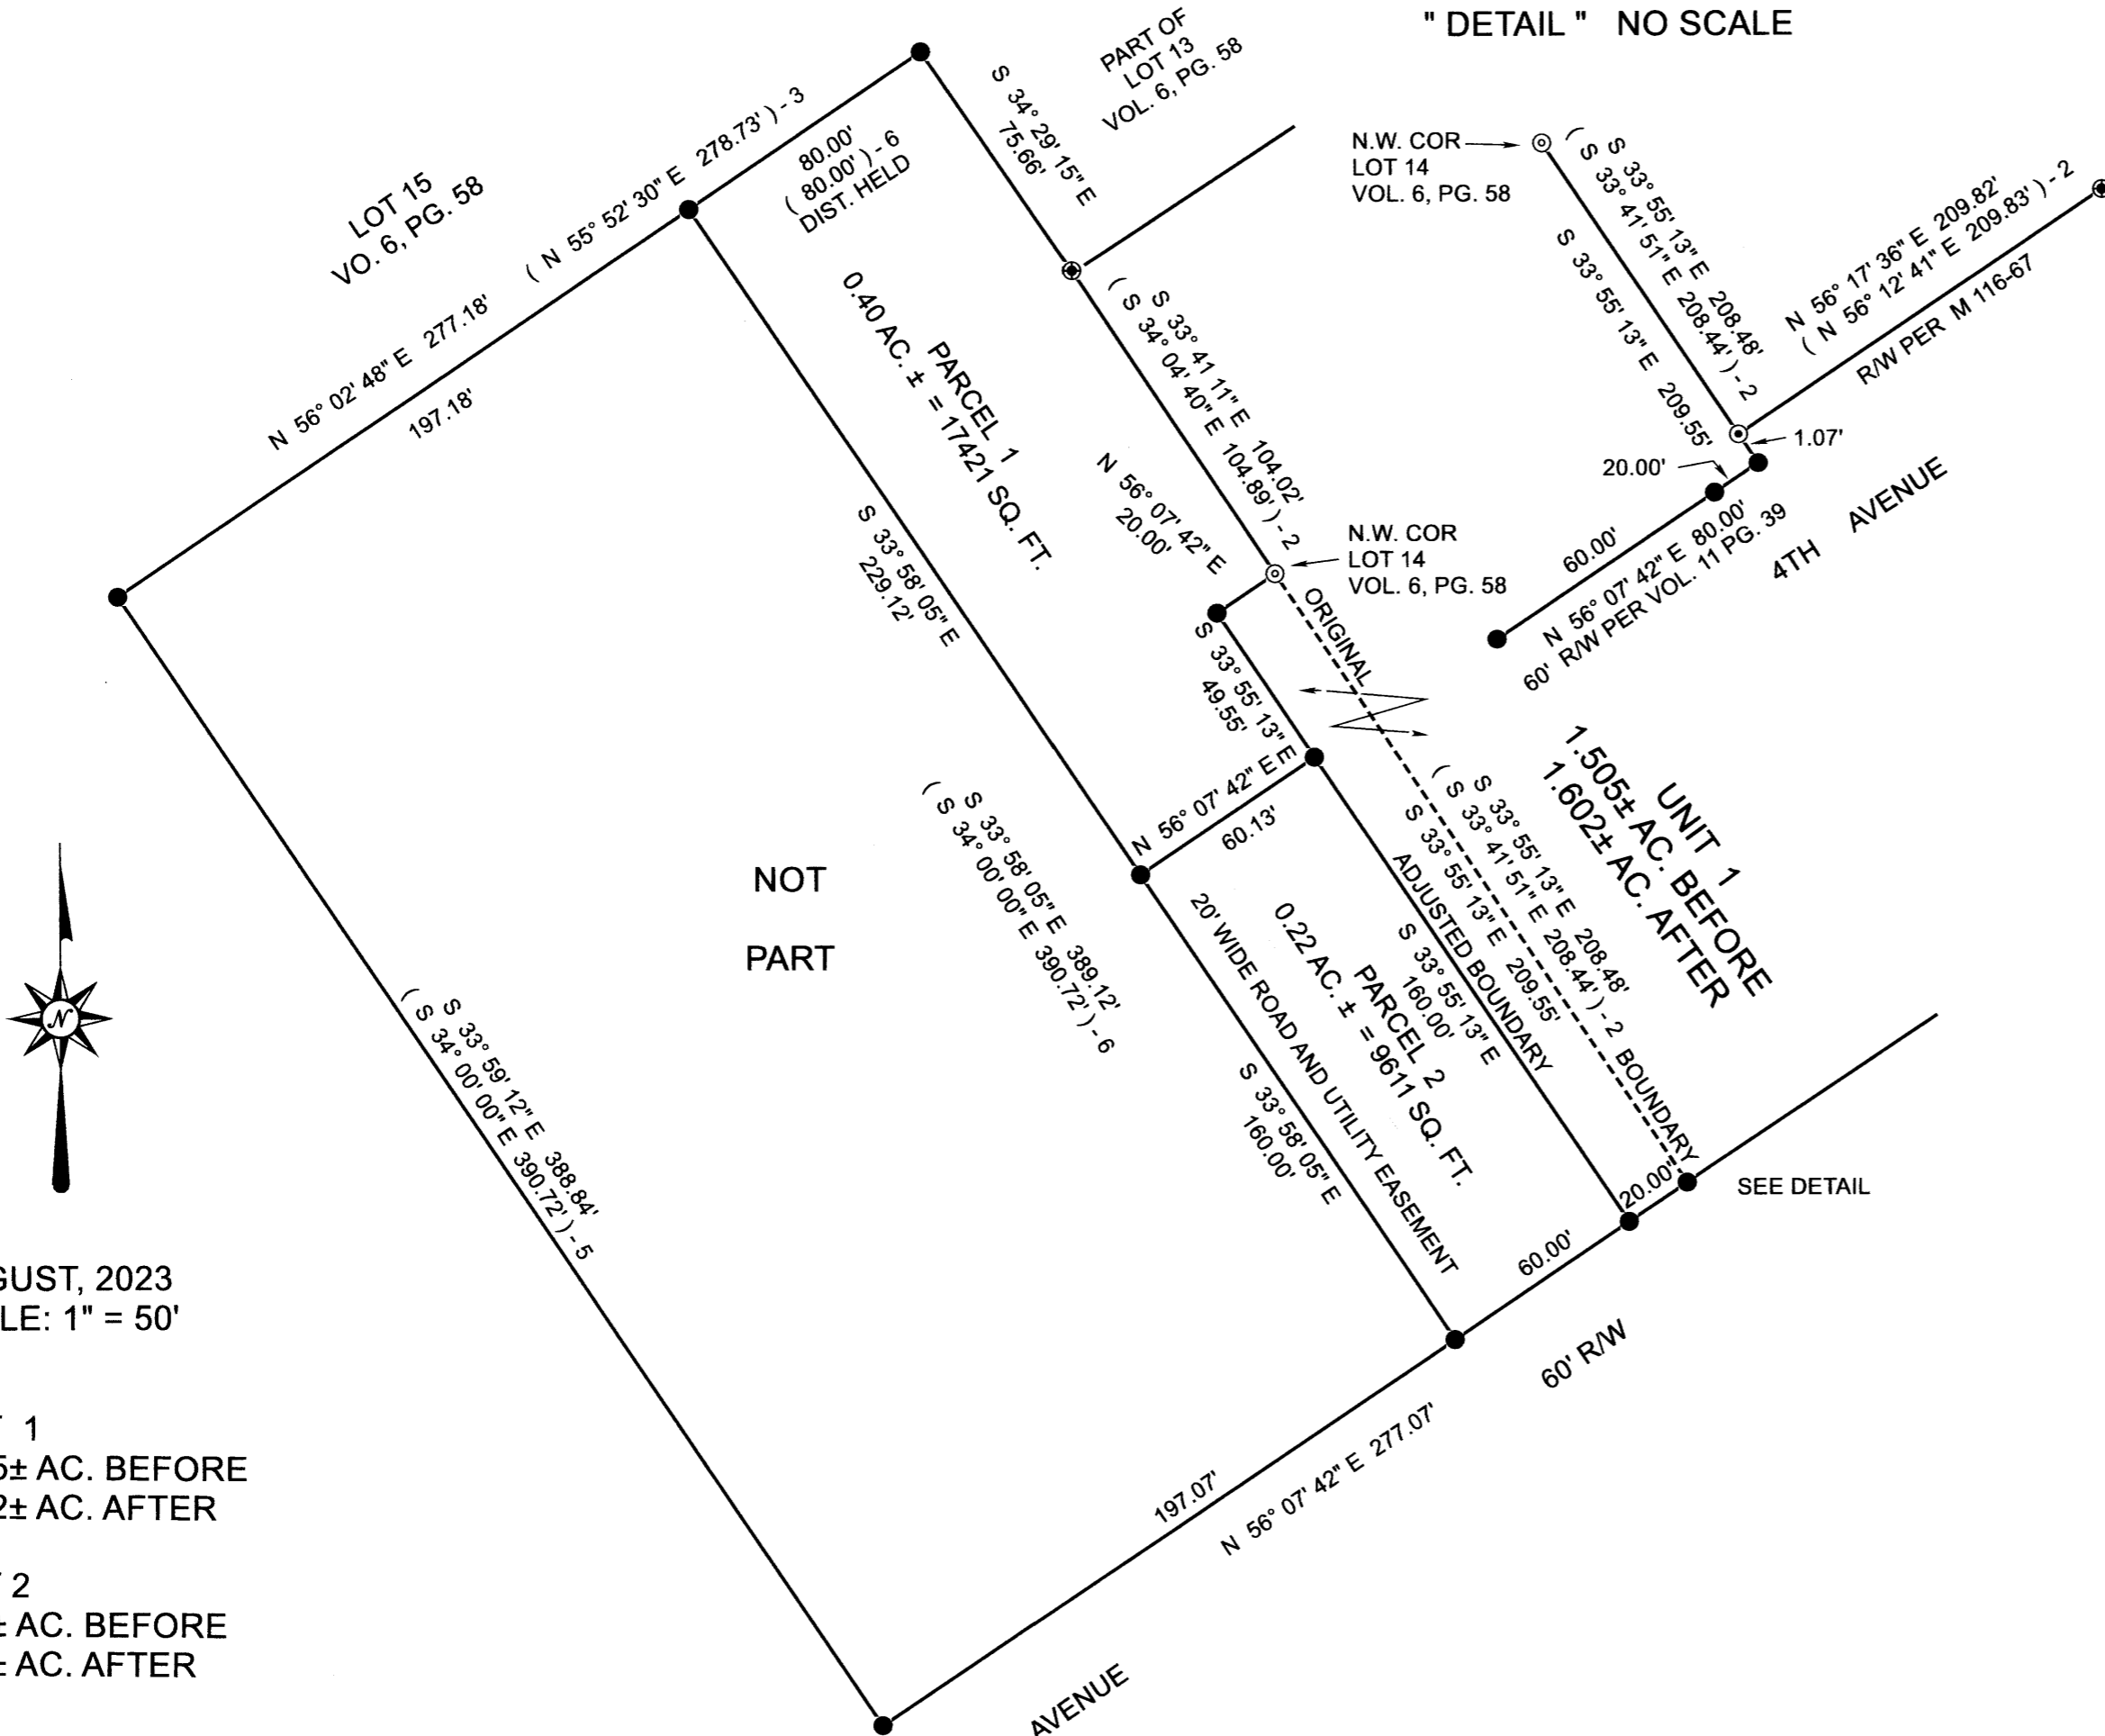 " DETAIL "   NO SCALE
PART OF
LOT 13
VOL. 6, PG. 58
LOT 15
VO. 6, PG. 58
N 56° 02' 48" E 277.18' ( N 55° 52' 30" E 278.73' ) - 3
197.18'
80.00'
( 80.00' ) - 6
DIST. HELD
S 34° 29' 15" E
75.66'
N.W. COR
LOT 14
VOL. 6, PG. 58
S 33° 55' 13" E 208.48'
( S 33° 41' 51" E 208.44' ) - 2
S 33° 55' 13" E 209.55'
N 56° 17' 36" E 209.82'
( N 56° 12' 41" E 209.83' ) - 2
R/W PER M 116-67
1.07'
20.00'
60.00'
N 56° 07' 42" E 80.00'
60' R/W PER VOL. 11 PG. 39
4TH AVENUE
PARCEL 1
0.40 AC. ± = 17421 SQ. FT.
S 33° 41 11" E 104.02'
( S 34° 04' 40" E 104.89' ) - 2
N 56° 07' 42" E
20.00'
N.W. COR
LOT 14
VOL. 6, PG. 58
S 33° 58' 05" E
229.12'
S 33° 55' 13" E
49.55'
N 56° 07' 42" E E
60.13'
ORIGINAL BOUNDARY
S 33° 55' 13" E 208.48'
( S 33° 41' 51" E 208.44' ) - 2
S 33° 55' 13" E 209.55'
ADJUSTED BOUNDARY
S 33° 55' 13" E
160.00'
UNIT 1
1.505± AC. BEFORE
1.602± AC. AFTER
PARCEL 2
0.22 AC. ± = 9611 SQ. FT.
20' WIDE ROAD AND UTILITY EASEMENT
S 33° 58' 05" E
160.00'
S 33° 58' 05" E 389.12'
( S 34° 00' 00" E 390.72' ) - 6
NOT
PART
S 33° 59' 12" E 388.84'
( S 34° 00' 00" E 390.72' ) - 5
N
20.00'
SEE DETAIL
60.00'
60' R/W
197.07'
N 56° 07' 42" E 277.07'
AVENUE
GUST, 2023
LE: 1" = 50'
1
5± AC. BEFORE
2± AC. AFTER
2
± AC. BEFORE
± AC. AFTER